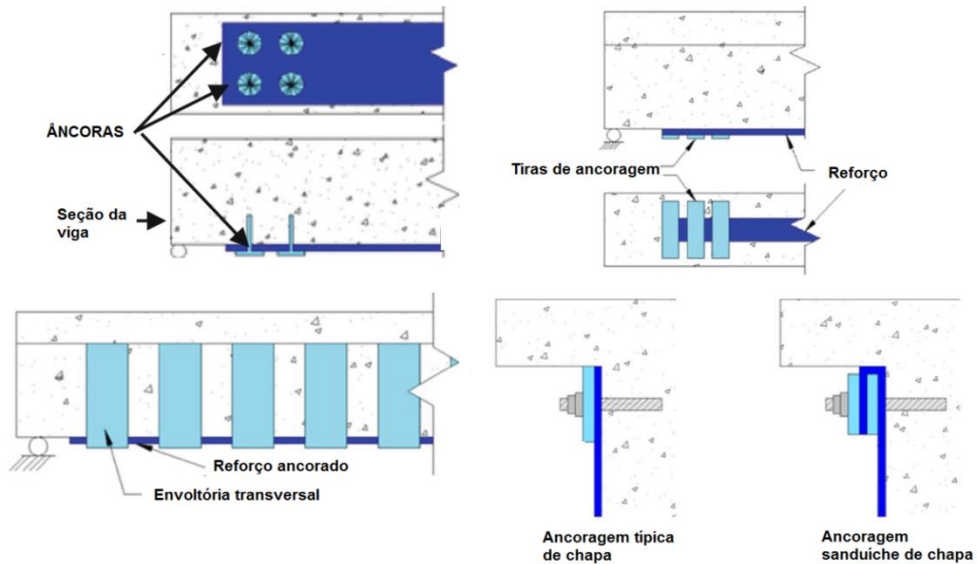 ÂNCORAS
Seção da
viga
Tiras de ancoragem
Reforço
Reforço ancorado
Envoltória transversal
Ancoragem típica
de chapa
Ancoragem
sanduiche de chapa